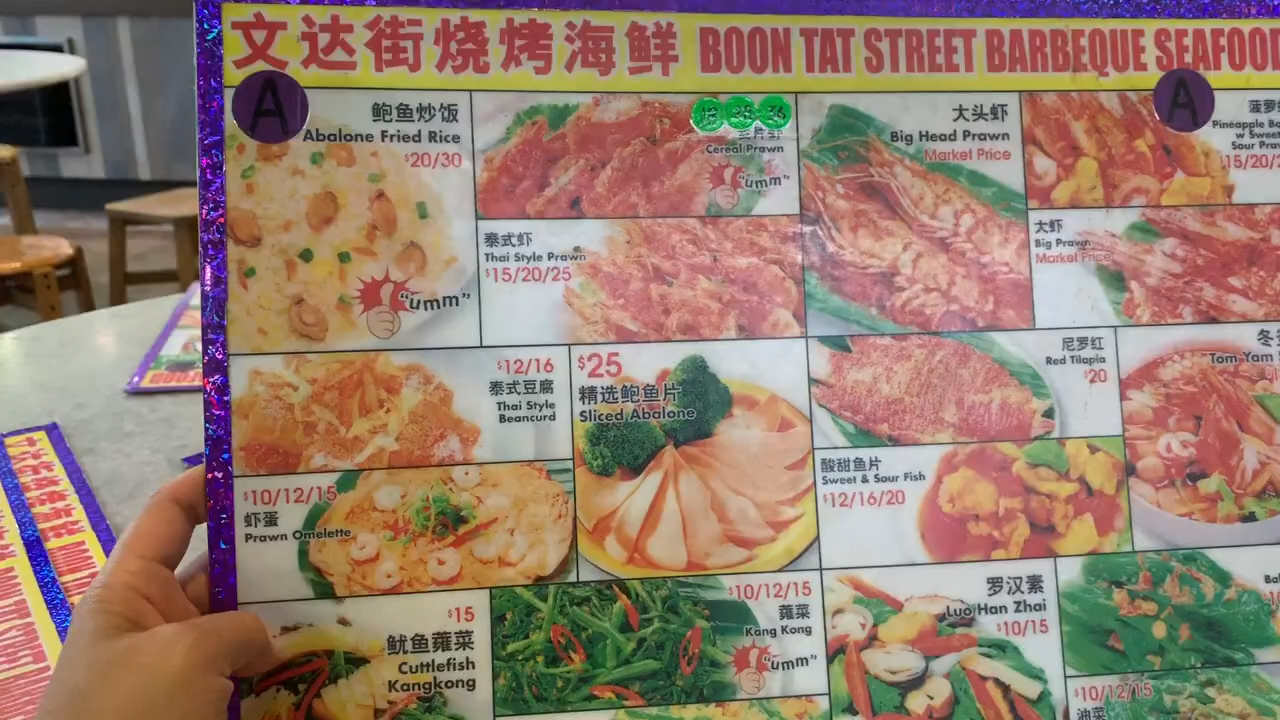 文达街烧烤海鲜 BOON TAT STREET BARBEQUE SEAFOOD
A
A
鲍鱼炒饭
Abalone Fried Rice
$20/30
"umm"
Cereal Prawn
"umm"
泰式虾
Thai Style Prawn
$15/20/25
大头虾
Big Head Prawn
Market Price
菠萝
Pineapple
w Sweet
Sour
大虾
Big Prawn
Market Price
$12/16
泰式豆腐
Thai Style
Beancurd
$25
精选鲍鱼片
Sliced Abalone
尼罗红
Red Tilapia
$20
Tom Yam
$10/12/15
虾蛋
Prawn Omelette
酸甜鱼片
Sweet & Sour Fish
$12/16/20
$15
鱿鱼蕹菜
Cuttlefish
Kangkong
$10/12/15
蕹菜
Kang Kong
"umm"
罗汉素
Luo Han Zhai
$10/15
$10/12/15
油菜